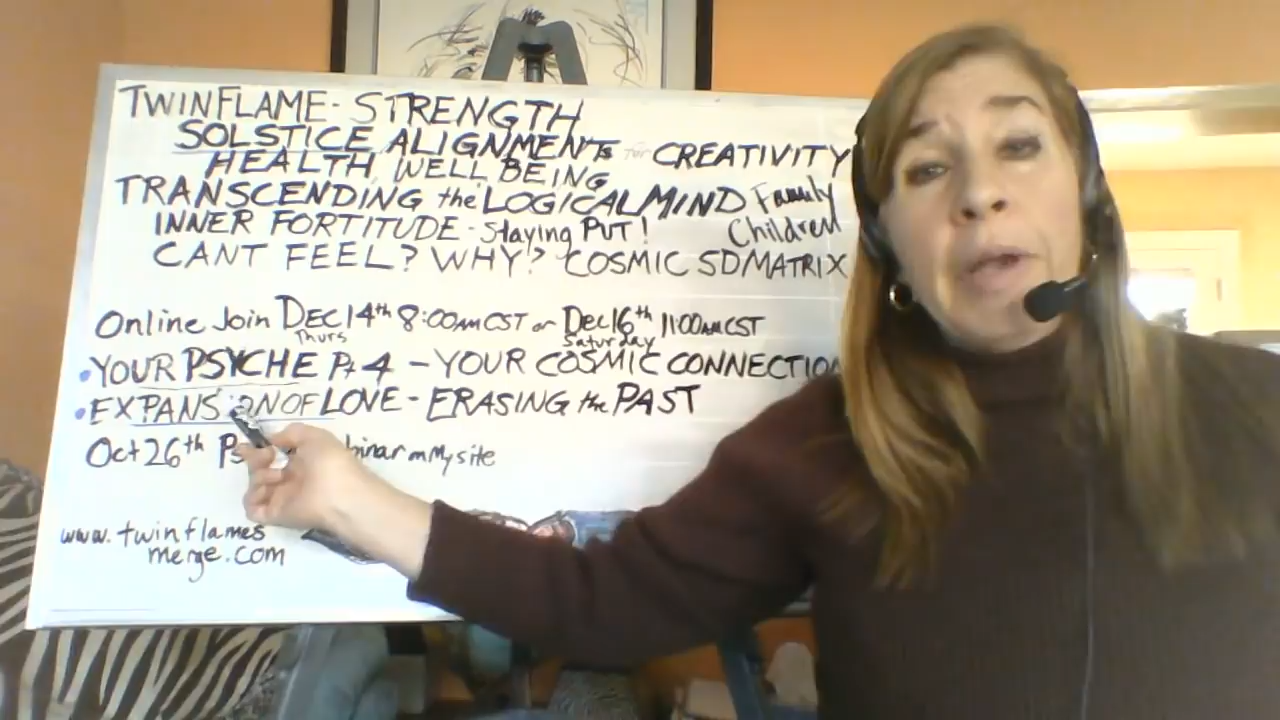 TWINFLAME - STRENGTH
SOLSTICE ALIGNMENTS for CREATIVITY
HEALTH WELL BEING
TRANSCENDING the LOGICAL MIND Family
INNER FORTITUDE - Staying PUT! Children
CANT FEEL? WHY? COSMIC 5DMATRIX
Online Join DEC 14th 8:00AM CST or Dec 16th 11:00AM CST
Thurs Saturday
• YOUR PSYCHE Pt 4 - YOUR COSMIC CONNECTION
• EXPANSION OF LOVE - ERASING the PAST
Oct 26th on My site
www.twinflames
merge.com